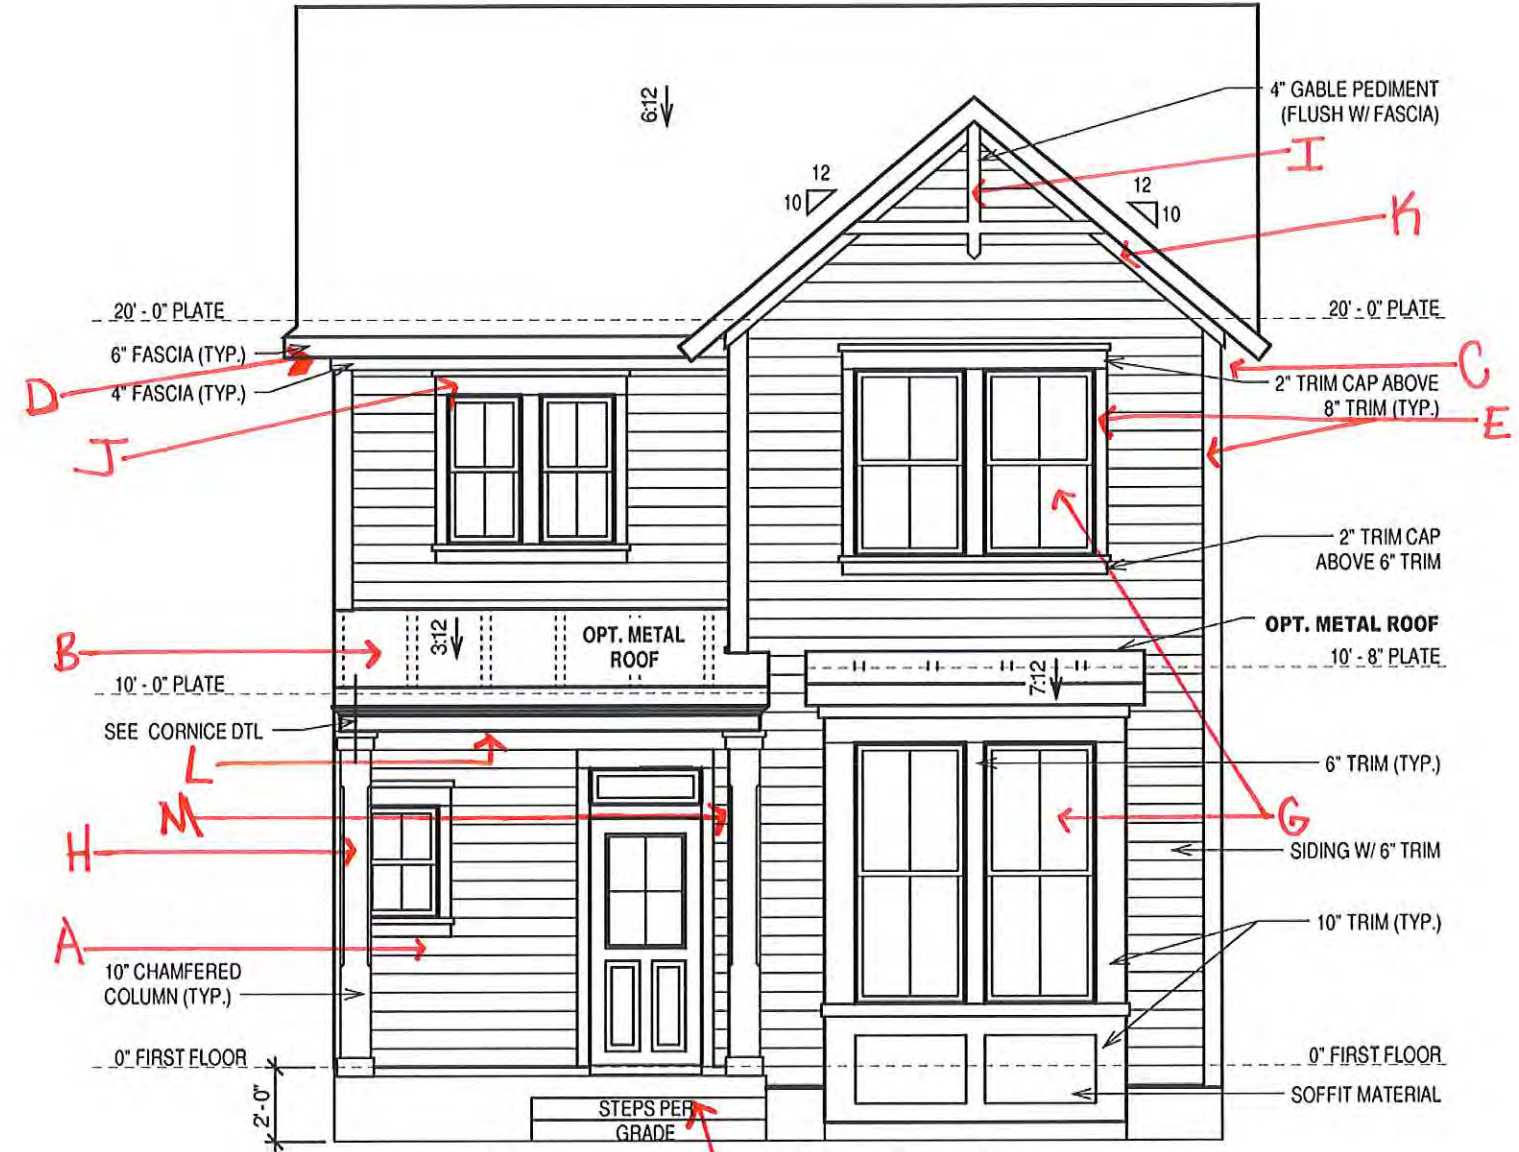 4" GABLE PEDIMENT
(FLUSH W/ FASCIA)
6:12
I
12
10
12
10
K
20' - 0" PLATE
20' - 0" PLATE
6" FASCIA (TYP.)
D
4" FASCIA (TYP.)
C
2" TRIM CAP ABOVE
8" TRIM (TYP.)
E
J
2" TRIM CAP
ABOVE 6" TRIM
B
3:12
OPT. METAL
ROOF
OPT. METAL ROOF
10' - 8" PLATE
7:12
10' - 0" PLATE
SEE CORNICE DTL
L
6" TRIM (TYP.)
M
G
H
SIDING W/ 6" TRIM
A
10" TRIM (TYP.)
10" CHAMFERED
COLUMN (TYP.)
0" FIRST FLOOR
0" FIRST FLOOR
2'-0"
SOFFIT MATERIAL
STEPS PER
GRADE